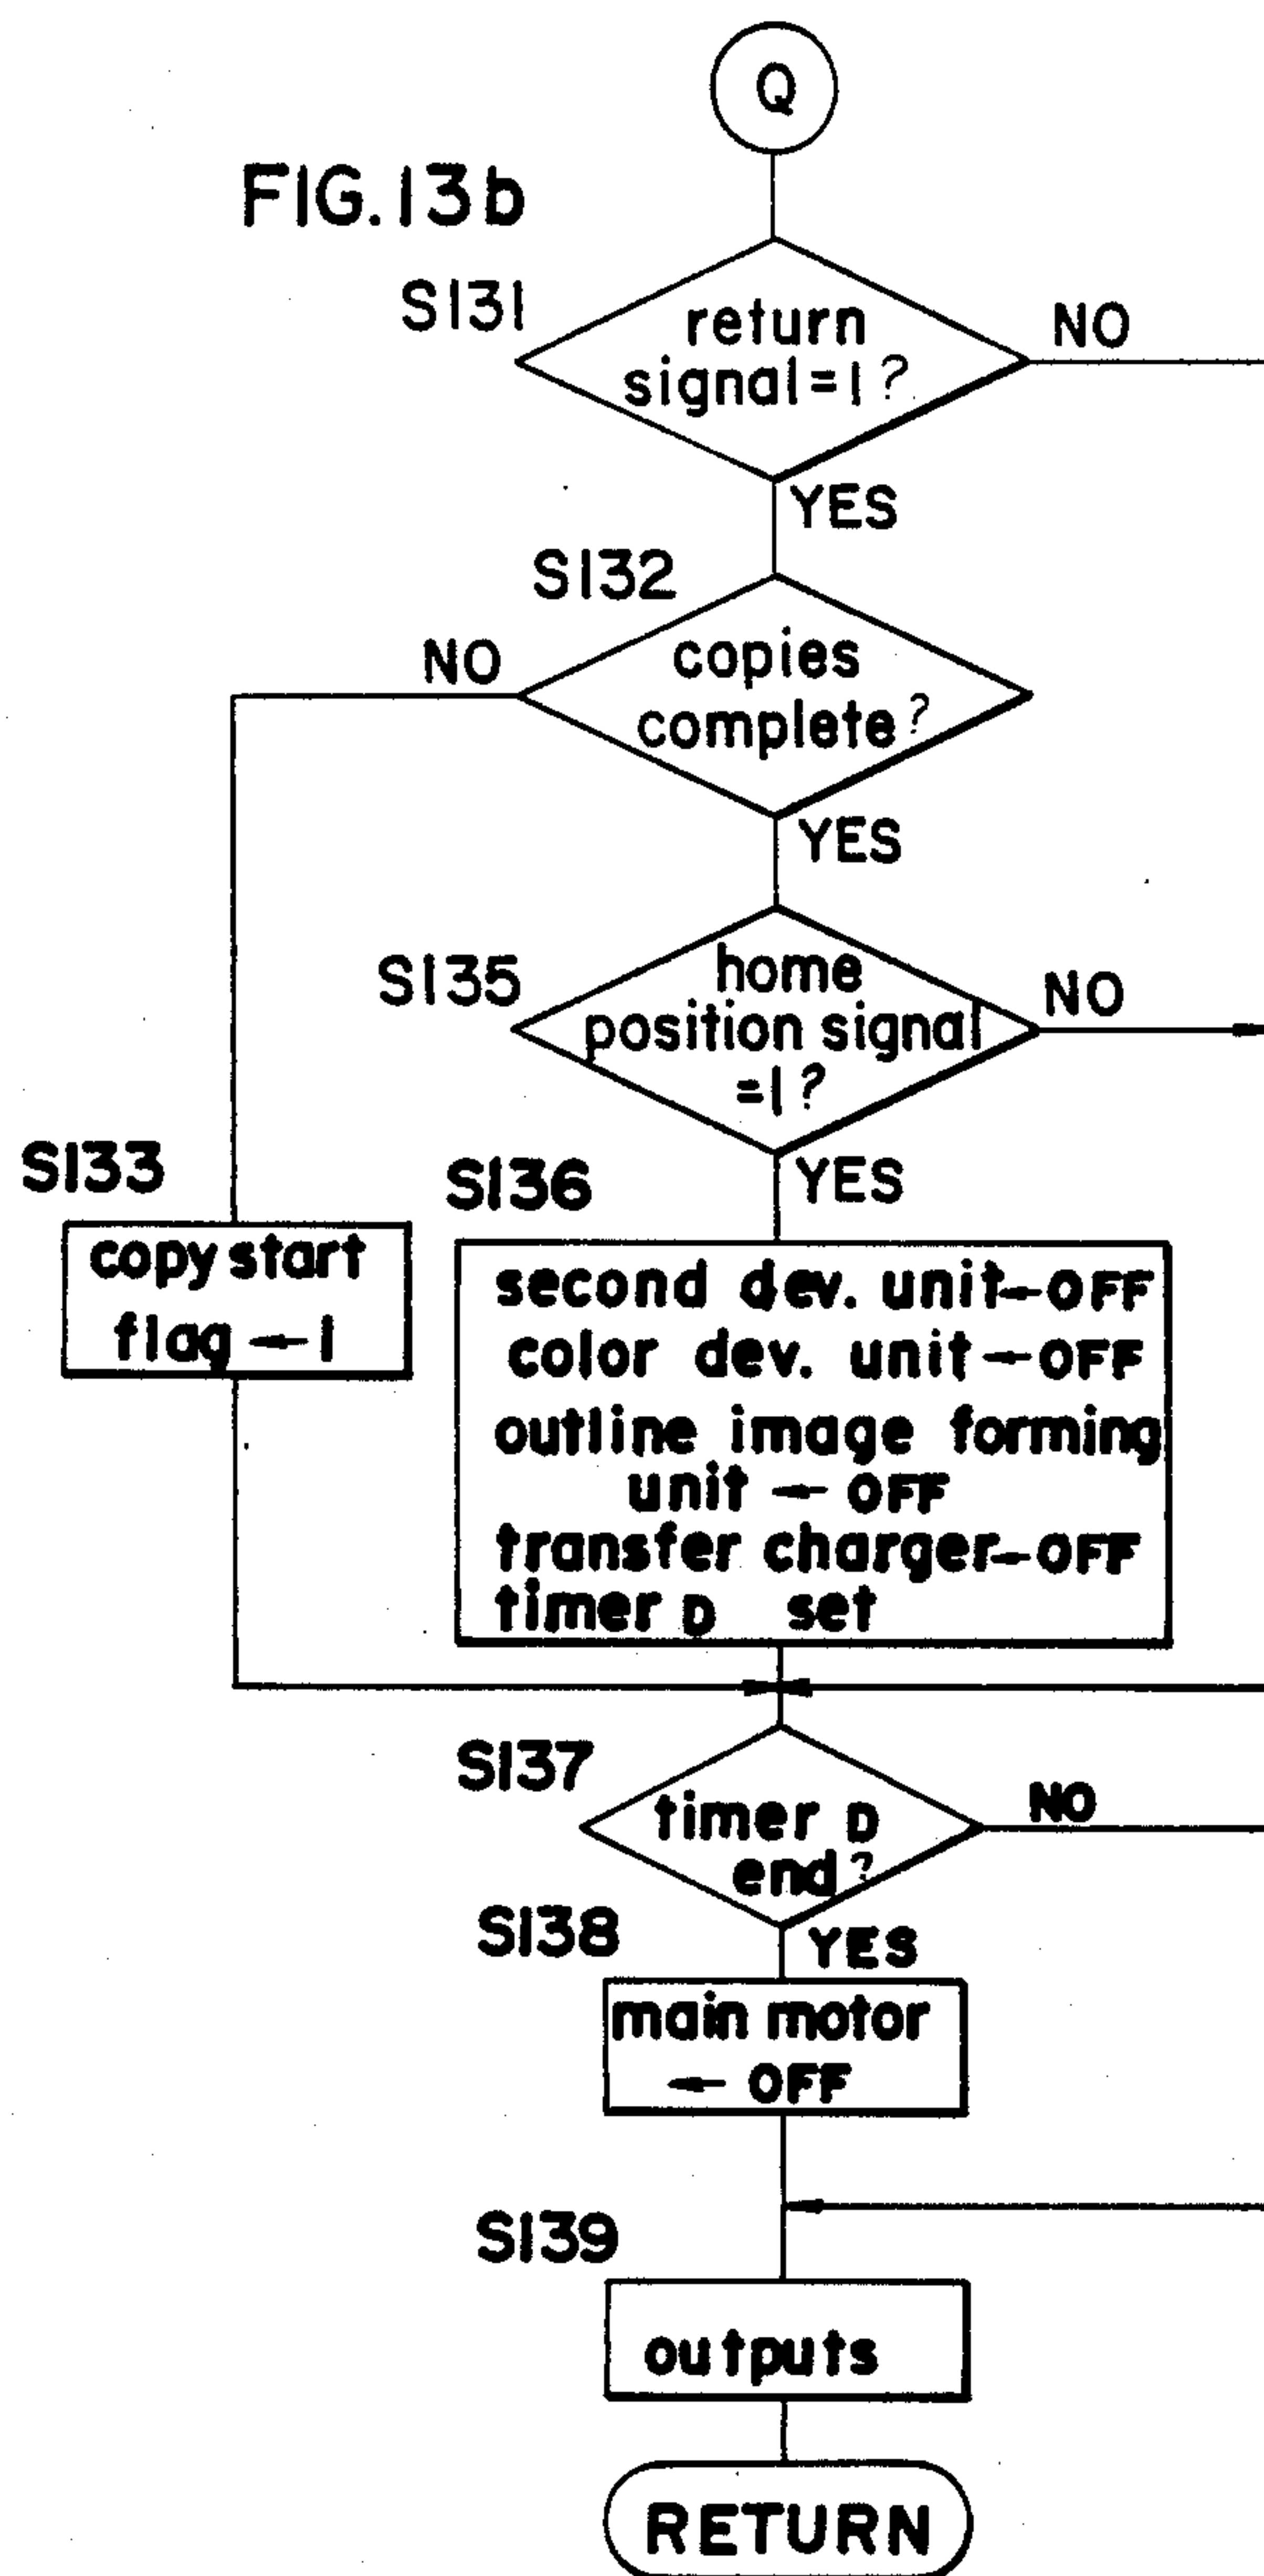 Q
FIG. 13b
S131
return
signal=1?
NO
YES
S132
copies
complete?
NO
YES
S135
home
position signal
=1?
NO
YES
S133
copy start
flag ← 1
S136
second dev. unit←OFF
color dev. unit←OFF
outline image forming
unit ← OFF
transfer charger←OFF
timer D set
S137
timer D
end?
NO
YES
S138
main motor
← OFF
S139
outputs
RETURN